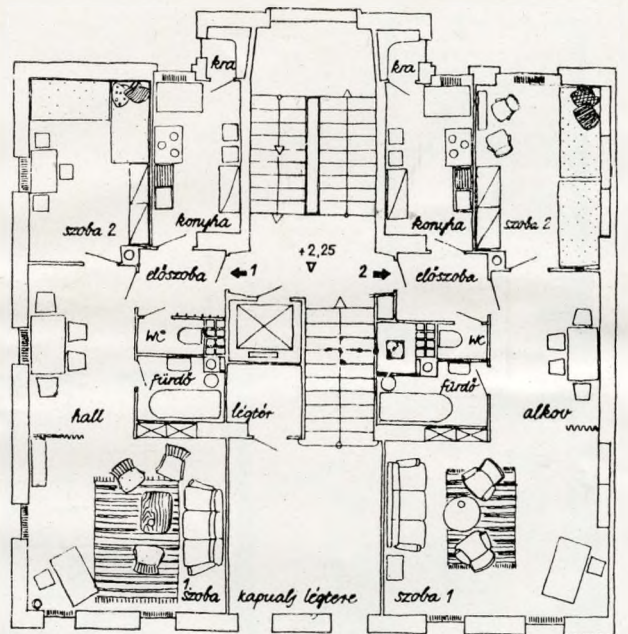 kra
kra
szoba 2
konyha
konyha
szoba 2
+2,25
előszoba
1
2
előszoba
WC
WC
fürdő
fürdő
hall
légtér
alkov
1. szoba
kapualj légtere
szoba 1